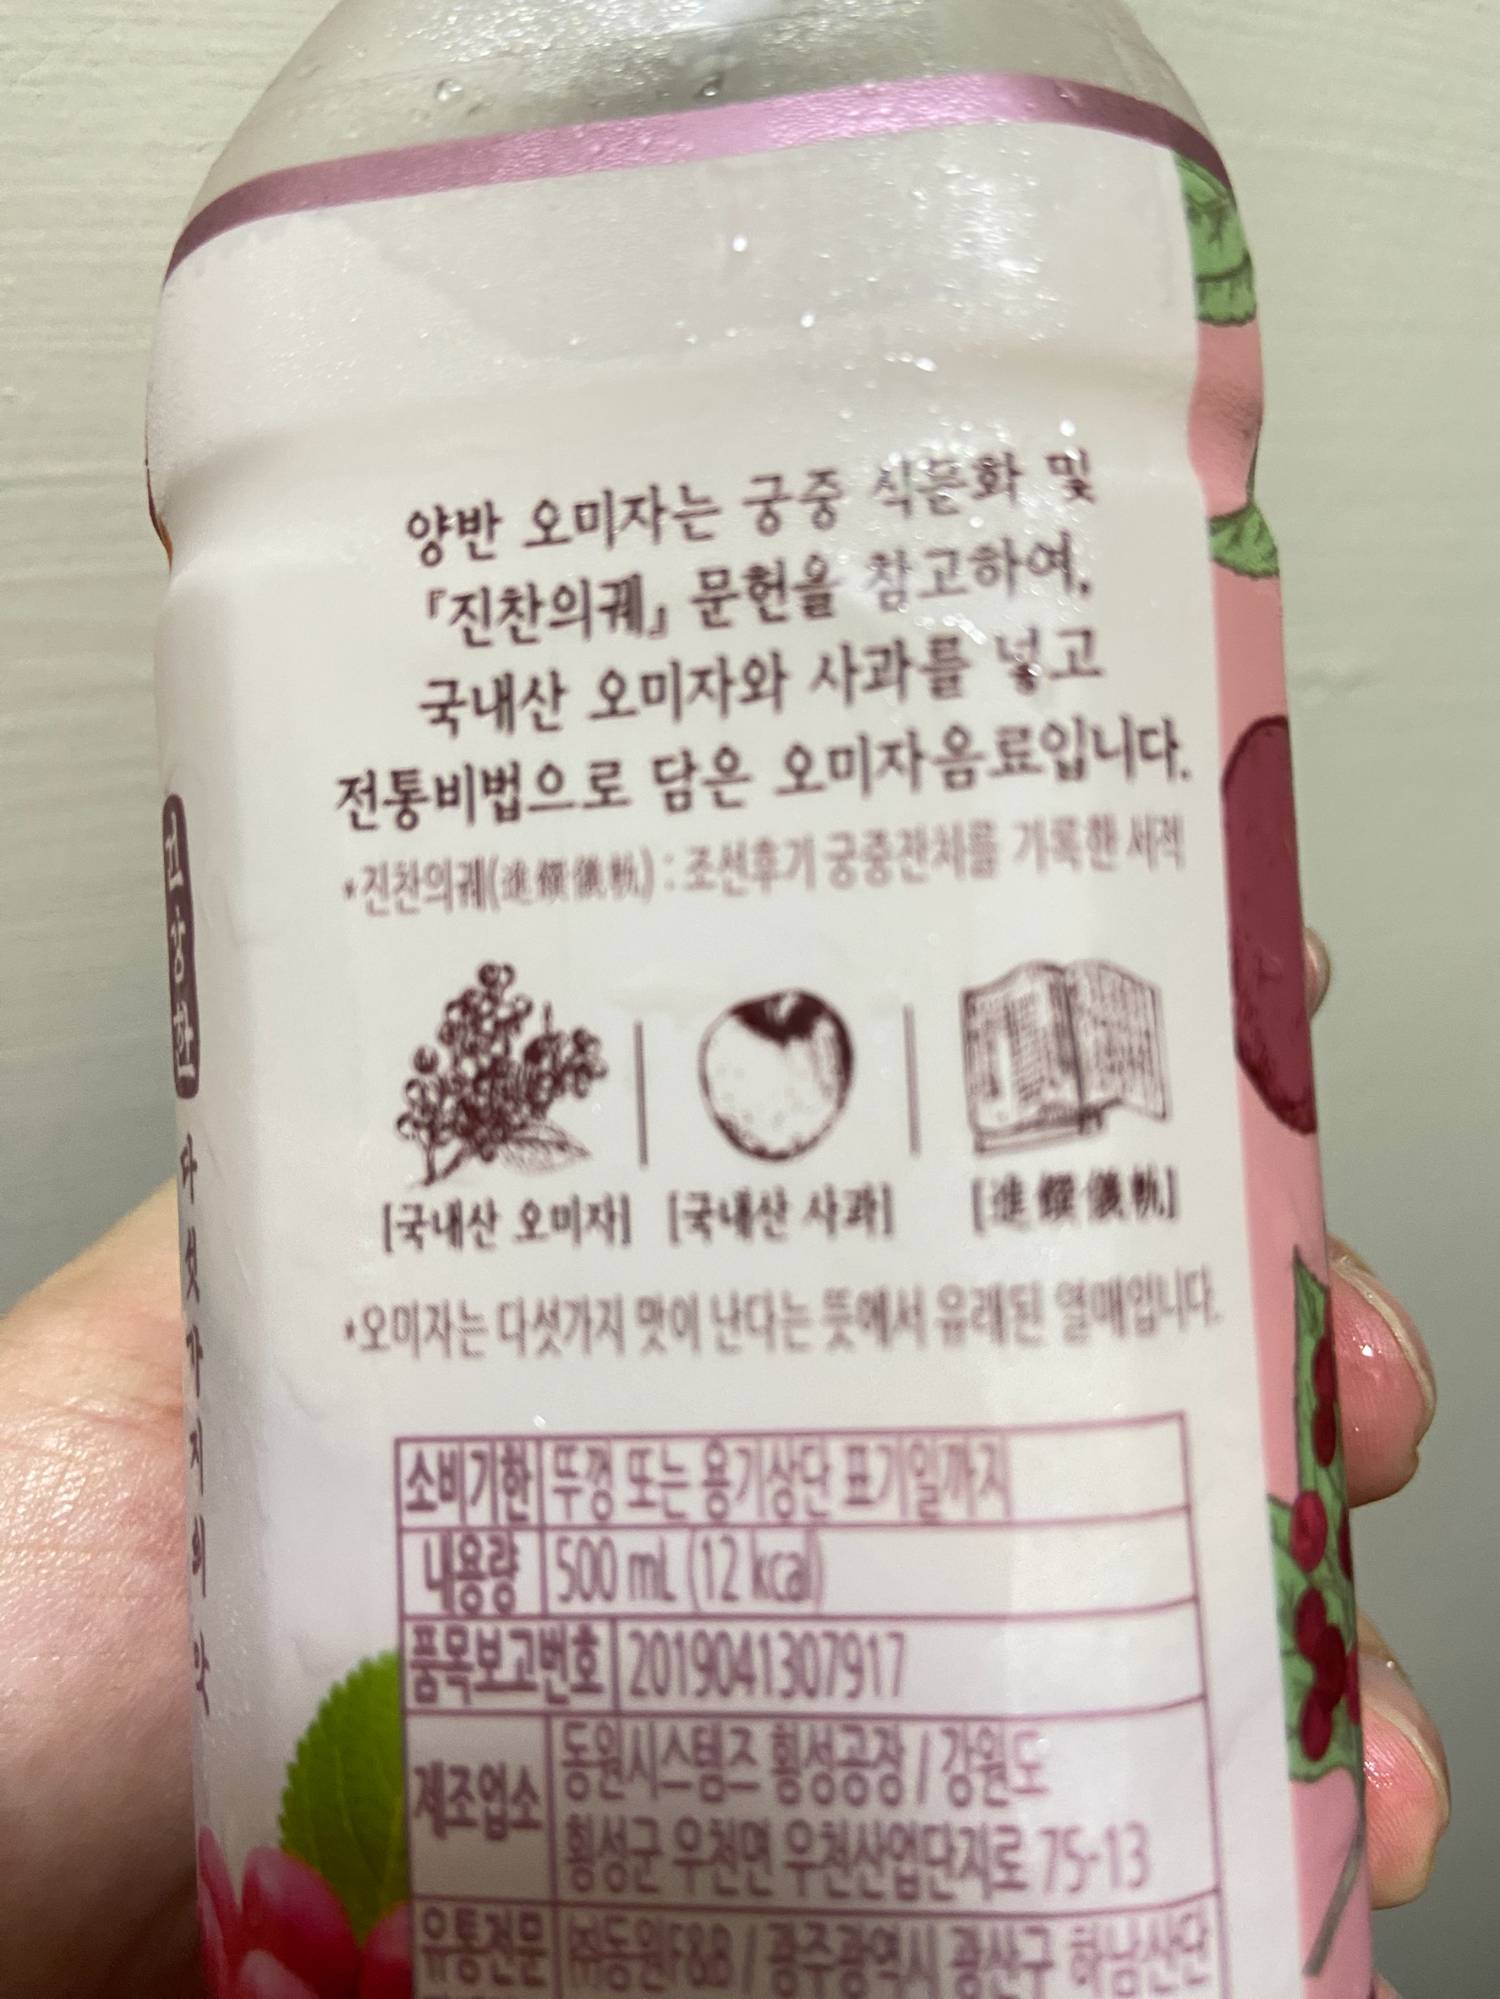 양반 오미자는 궁중 식문화 및
『진찬의궤』 문헌을 참고하여,
국내산 오미자와 사과를 넣고
전통비법으로 담은 오미자음료입니다.
*진찬의궤(進饌儀軌) : 조선후기 궁중잔치를 기록한 서적
[국내산 오미자]
[국내산 사과]
[進饌儀軌]
*오미자는 다섯가지 맛이 난다는 뜻에서 유래된 열매입니다.
소비기한 뚜껑 또는 용기상단 표기일까지
내용량 500 mL (12 kcal)
품목보고번호 2019041307917
제조업소 동원시스템즈 횡성공장 / 강원도
횡성군 우천면 우천산업단지로 75-13
유통전문 ㈜동원F&B / 광주광역시 광산구 하남산단
건강한 다섯가지의 맛